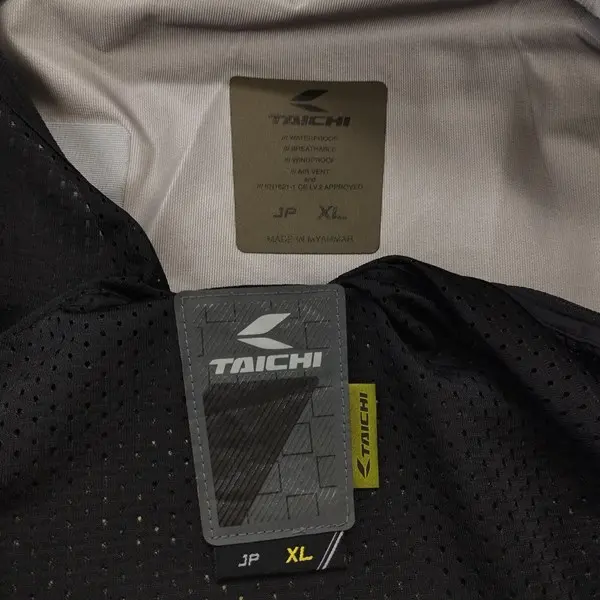 TAICHI
/// WATERPROOF
/// BREATHABLE
/// WINDPROOF
/// AIR VENT
JP XL
MADE IN MYANMAR
TAICHI
TAICHI
JP XL